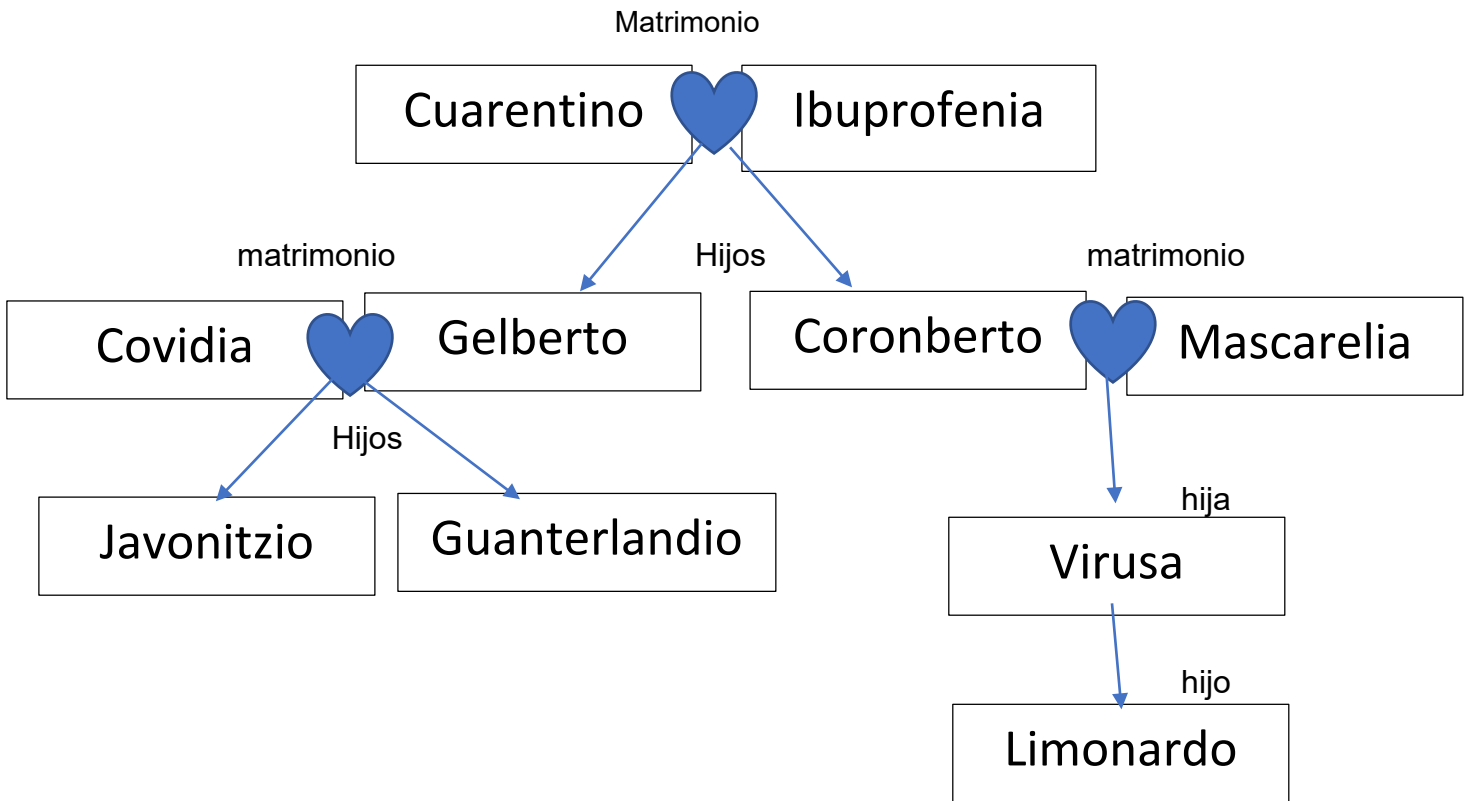 Matrimonio
Cuarentino
Ibuprofenia
matrimonio
Hijos
matrimonio
Covidia
Gelberto
Coronberto
Mascarelia
Hijos
Javonitzio
Guanterlandio
hija
Virusa
hijo
Limonardo